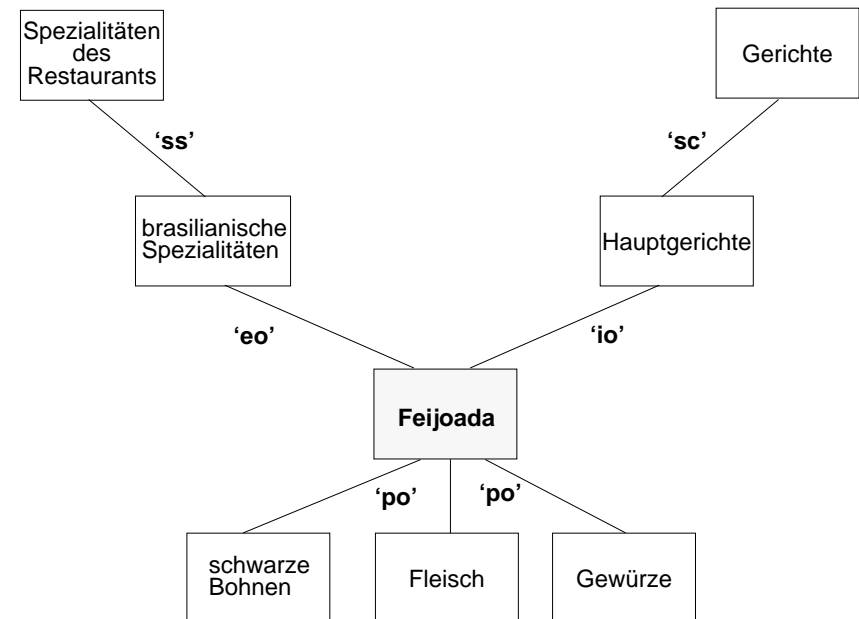 Spezialitäten
des
Restaurants
Gerichte
‘ss’
‘sc’
brasilianische
Spezialitäten
Hauptgerichte
‘eo’
‘io’
Feijoada
‘po’
‘po’
schwarze
Bohnen
Fleisch
Gewürze